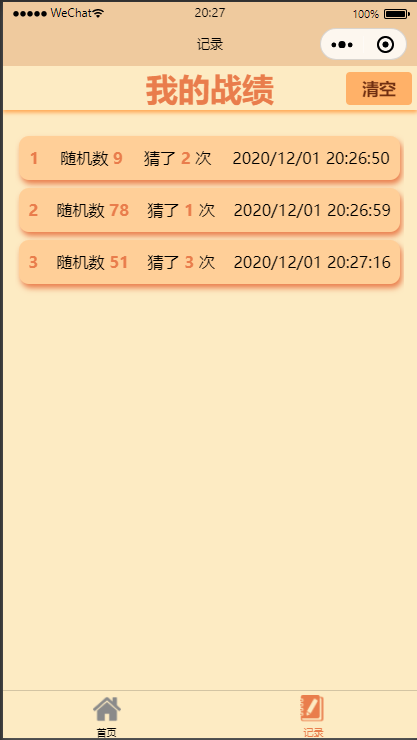 WeChat 20:27 100%
记录
我的战绩 清空
1 随机数 9 猜了 2 次 2020/12/01 20:26:50
2 随机数 78 猜了 1 次 2020/12/01 20:26:59
3 随机数 51 猜了 3 次 2020/12/01 20:27:16
首页 记录